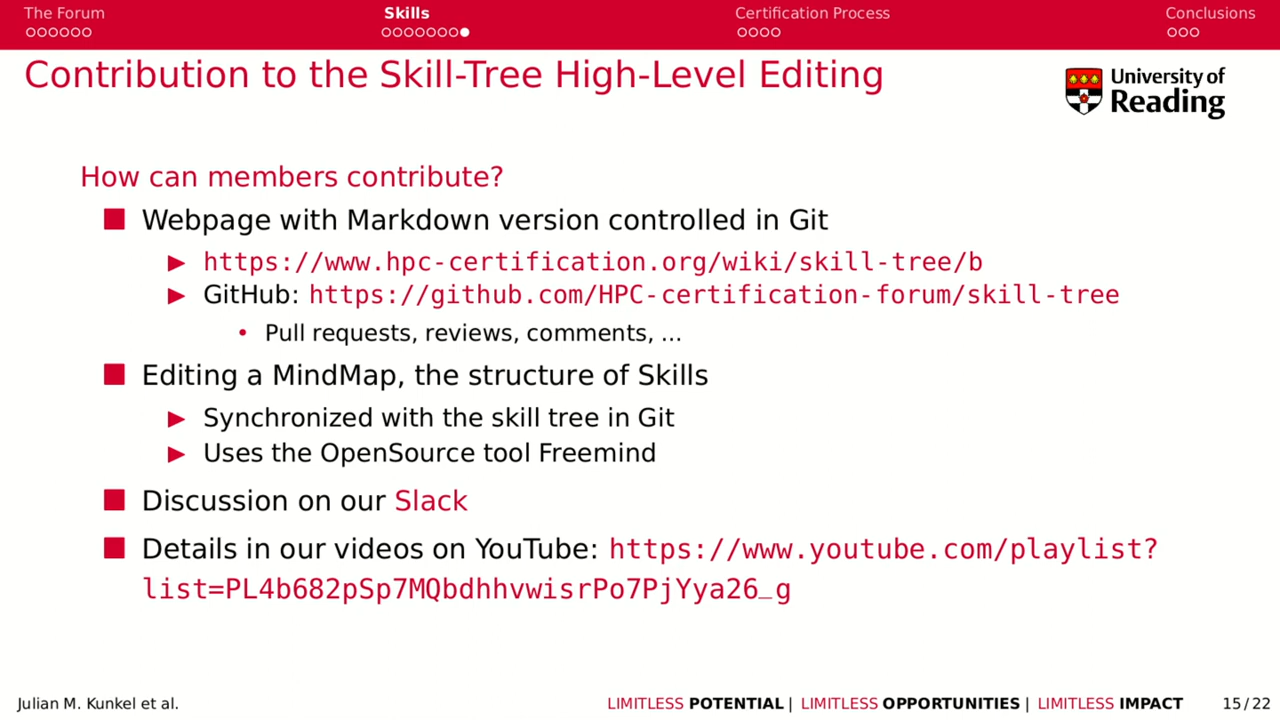 The Forum
Skills
Certification Process
Conclusions
Contribution to the Skill-Tree High-Level Editing
University of
Reading
How can members contribute?
Webpage with Markdown version controlled in Git
https://www.hpc-certification.org/wiki/skill-tree/b
GitHub: https://github.com/HPC-certification-forum/skill-tree
Pull requests, reviews, comments, ...
Editing a MindMap, the structure of Skills
Synchronized with the skill tree in Git
Uses the OpenSource tool Freemind
Discussion on our Slack
Details in our videos on YouTube: https://www.youtube.com/playlist?
list=PL4b682pSp7MQbdhhvwisrPo7PjYya26_g
Julian M. Kunkel et al.
LIMITLESS POTENTIAL | LIMITLESS OPPORTUNITIES | LIMITLESS IMPACT
15/22